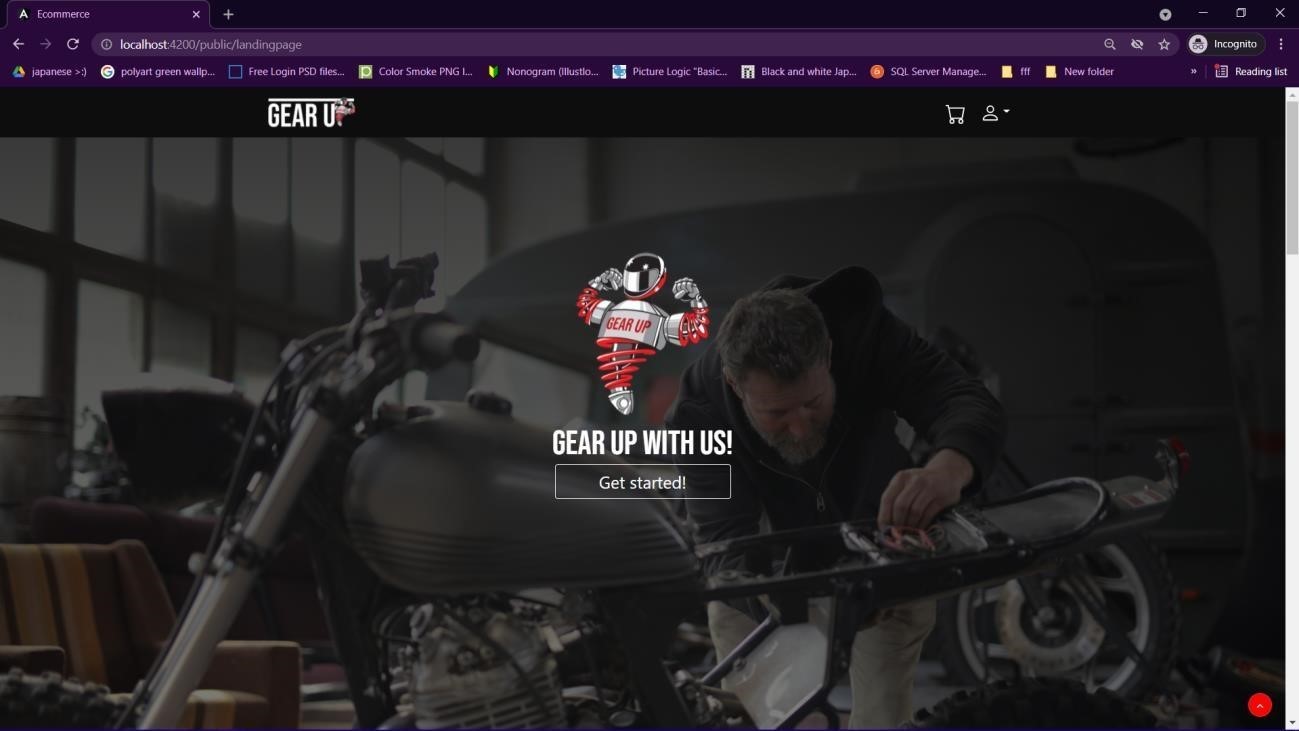 Ecommerce
localhost:4200/public/landingpage
Incognito
japanese >:)
polyart green wallp...
Free Login PSD files...
Color Smoke PNG I...
Nonogram (Illustlo...
Picture Logic "Basic...
Black and white Jap...
SQL Server Manage...
fff
New folder
»
Reading list
GEAR UP
GEAR UP
GEAR UP WITH US!
Get started!